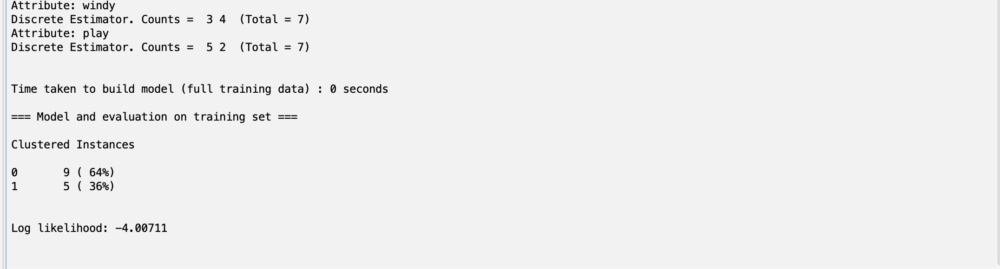 Attribute: windy
Discrete Estimator. Counts =  3 4  (Total = 7)
Attribute: play
Discrete Estimator. Counts =  5 2  (Total = 7)
Time taken to build model (full training data) : 0 seconds
=== Model and evaluation on training set ===
Clustered Instances
0       9 ( 64%)
1       5 ( 36%)
Log likelihood: -4.00711